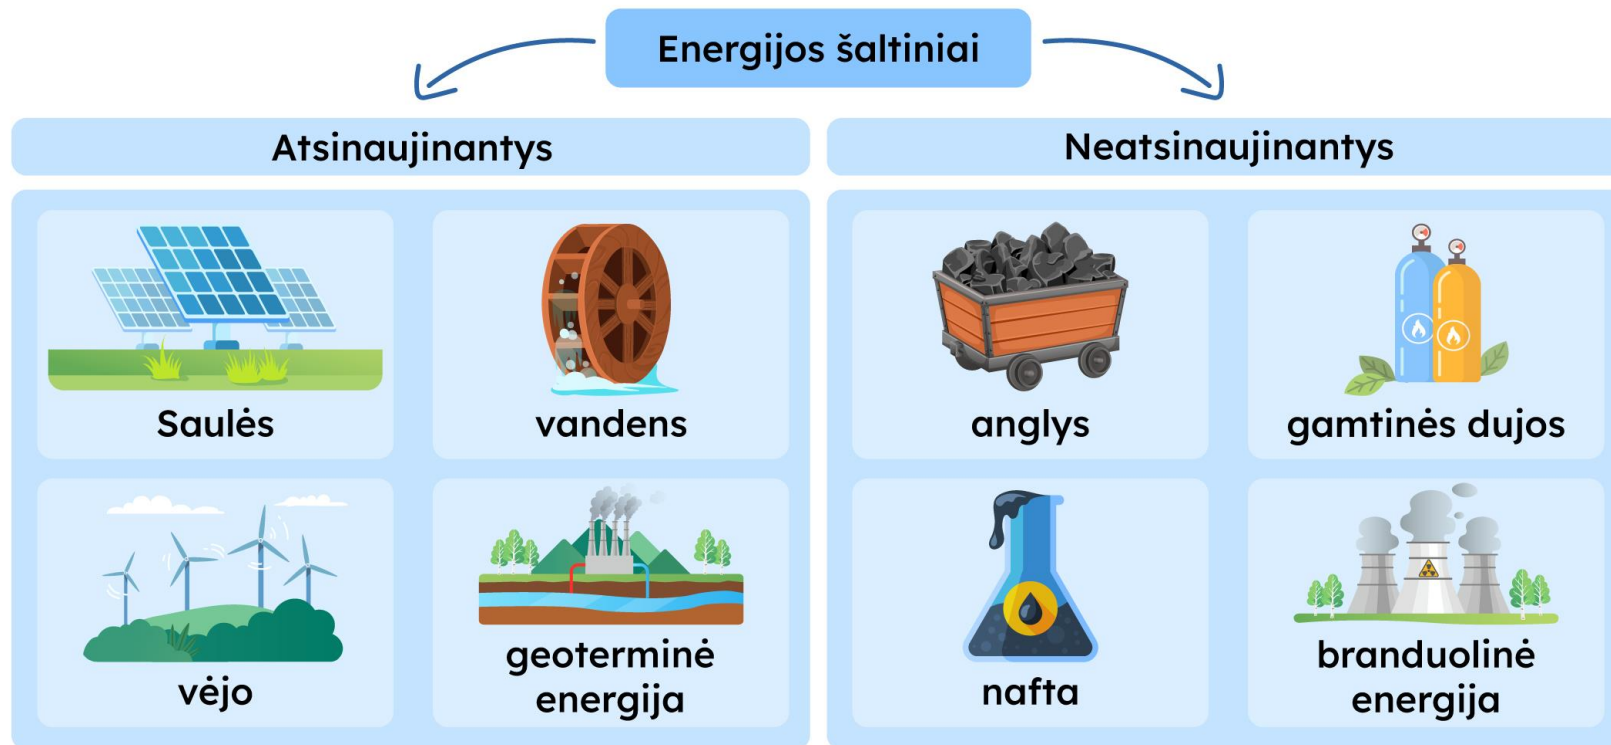 Energijos šaltiniai
Atsinaujinantys
Neatsinaujinantys
Saulės
vandens
vėjo
geoterminė
energija
anglys
gamtinės dujos
nafta
branduolinė
energija